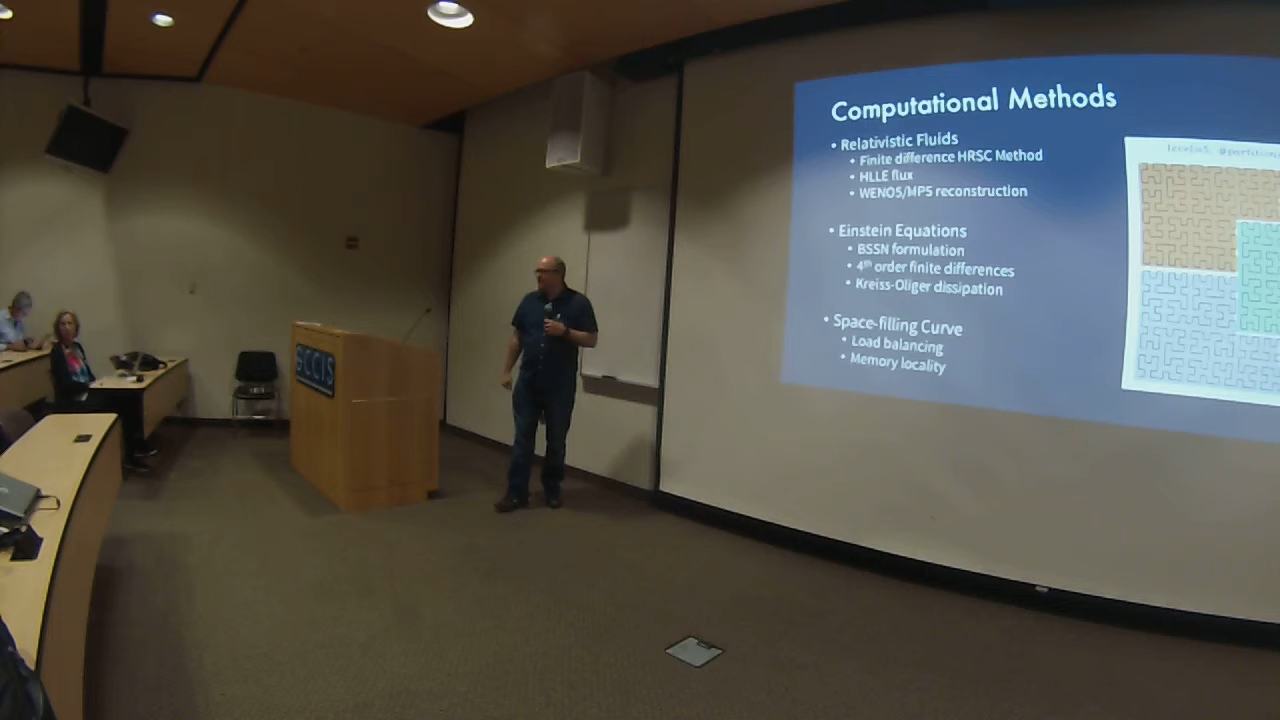 Computational Methods
• Relativistic Fluids
• Finite difference HRSC Method
• HLLE flux
• WENO5/MP5 reconstruction
• Einstein Equations
• BSSN formulation
• 4th order finite differences
• Kreiss-Oliger dissipation
• Space-filling Curve
• Load balancing
• Memory locality
CCIS